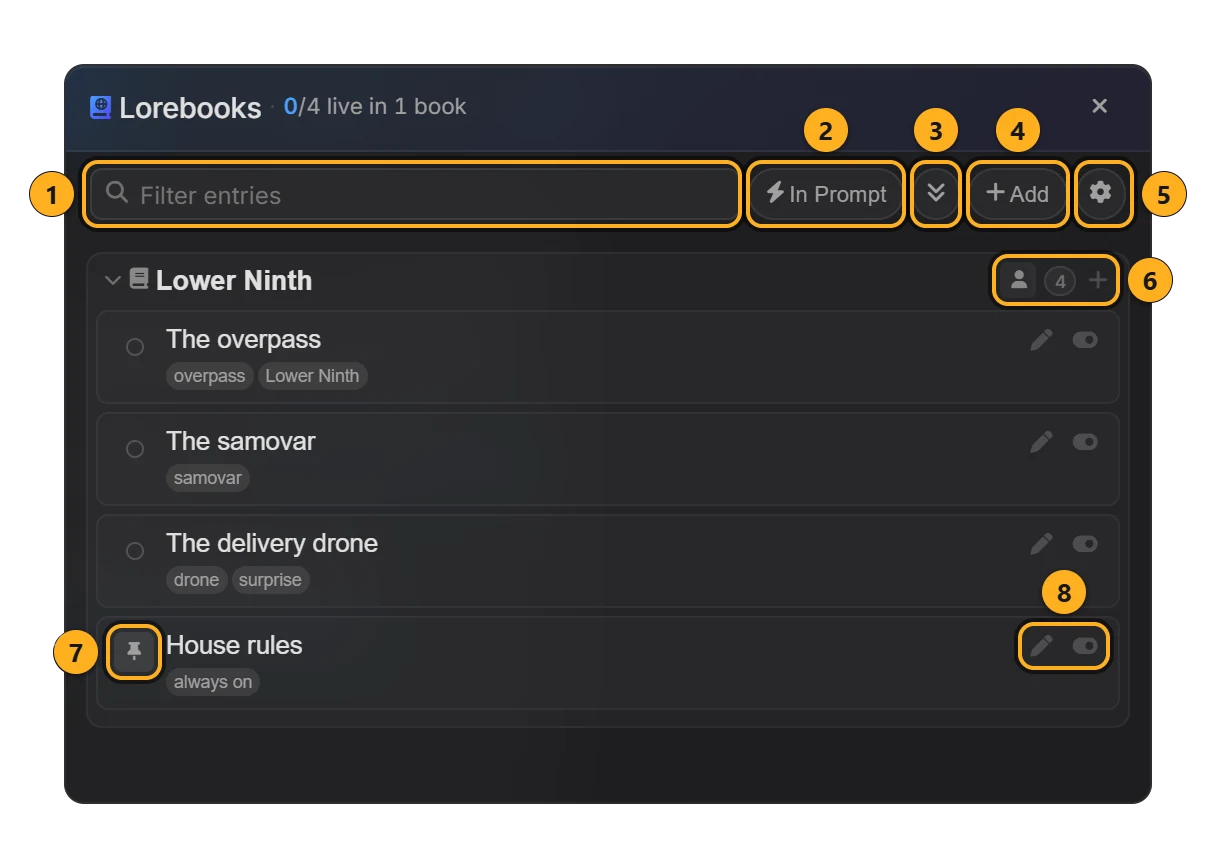 Lorebooks · 0/4 live in 1 book
2
3
4
1
Filter entries
In Prompt
Add
5
Lower Ninth
4
6
The overpass
overpass Lower Ninth
The samovar
samovar
The delivery drone
drone surprise
8
7
House rules
always on